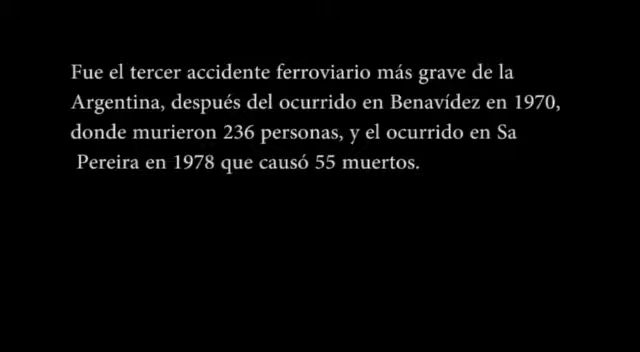 Fue el tercer accidente ferroviario más grave de la
Argentina, después del ocurrido en Benavídez en 1970,
donde murieron 236 personas, y el ocurrido en Sa
Pereira en 1978 que causó 55 muertos.